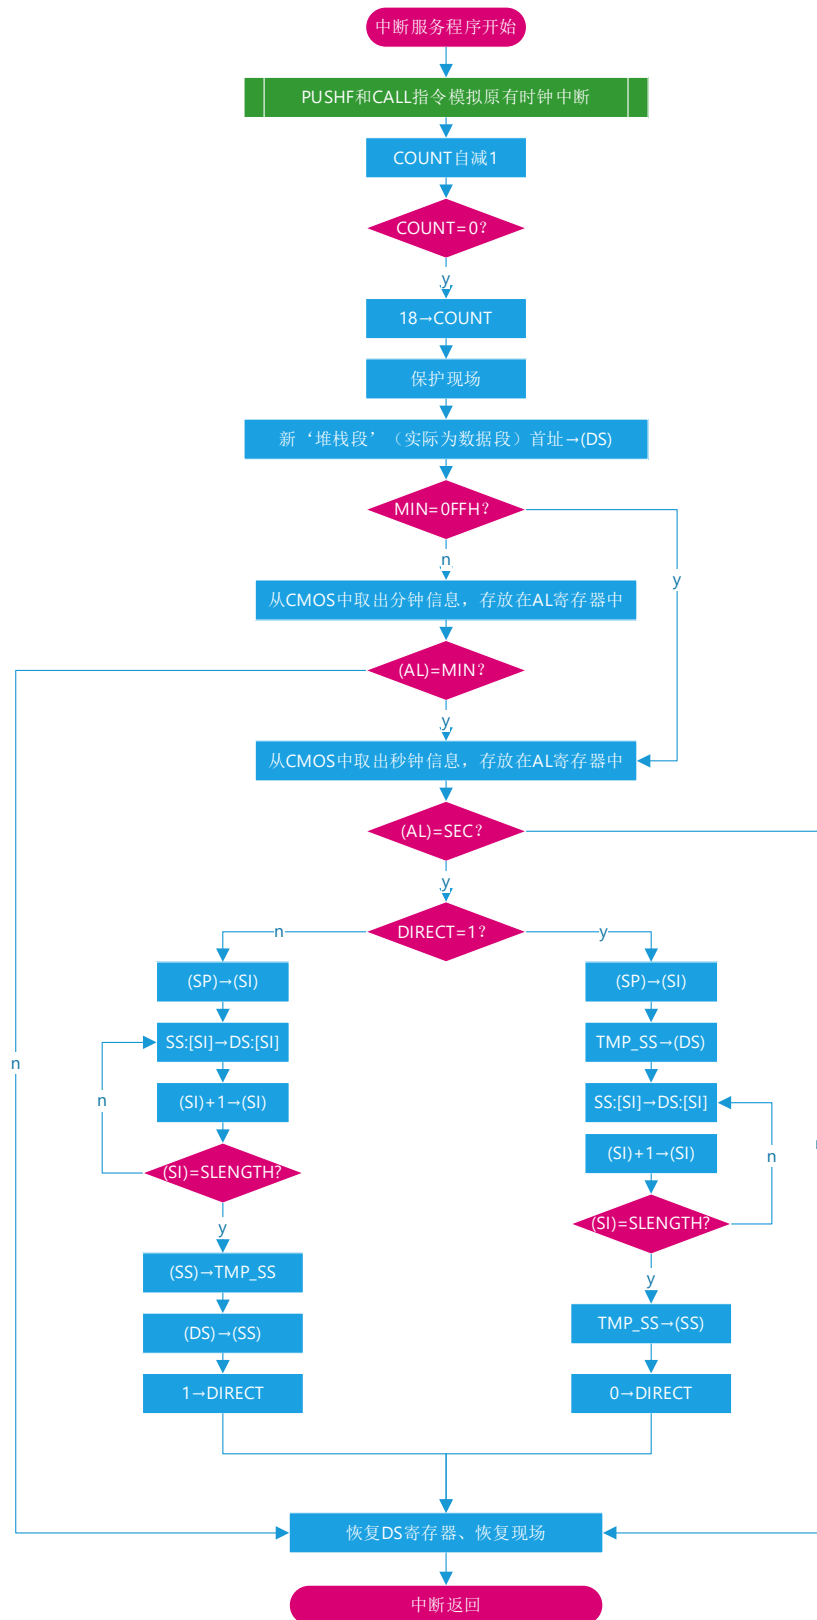 中断服务程序开始
PUSHF和CALL指令模拟原有时钟中断
COUNT自减1
COUNT=0?
y
18→COUNT
保护现场
新‘堆栈段’（实际为数据段）首址→(DS)
MIN=0FFH?
n
y
从CMOS中取出分钟信息，存放在AL寄存器中
(AL)=MIN?
y
从CMOS中取出秒钟信息，存放在AL寄存器中
(AL)=SEC?
y
DIRECT=1?
n
y
(SP)→(SI)
(SP)→(SI)
SS:[SI]→DS:[SI]
TMP_SS→(DS)
n
n
(SI)+1→(SI)
SS:[SI]→DS:[SI]
(SI)=SLENGTH?
(SI)+1→(SI)
n
y
(SI)=SLENGTH?
(SS)→TMP_SS
y
(DS)→(SS)
TMP_SS→(SS)
1→DIRECT
0→DIRECT
恢复DS寄存器、恢复现场
中断返回